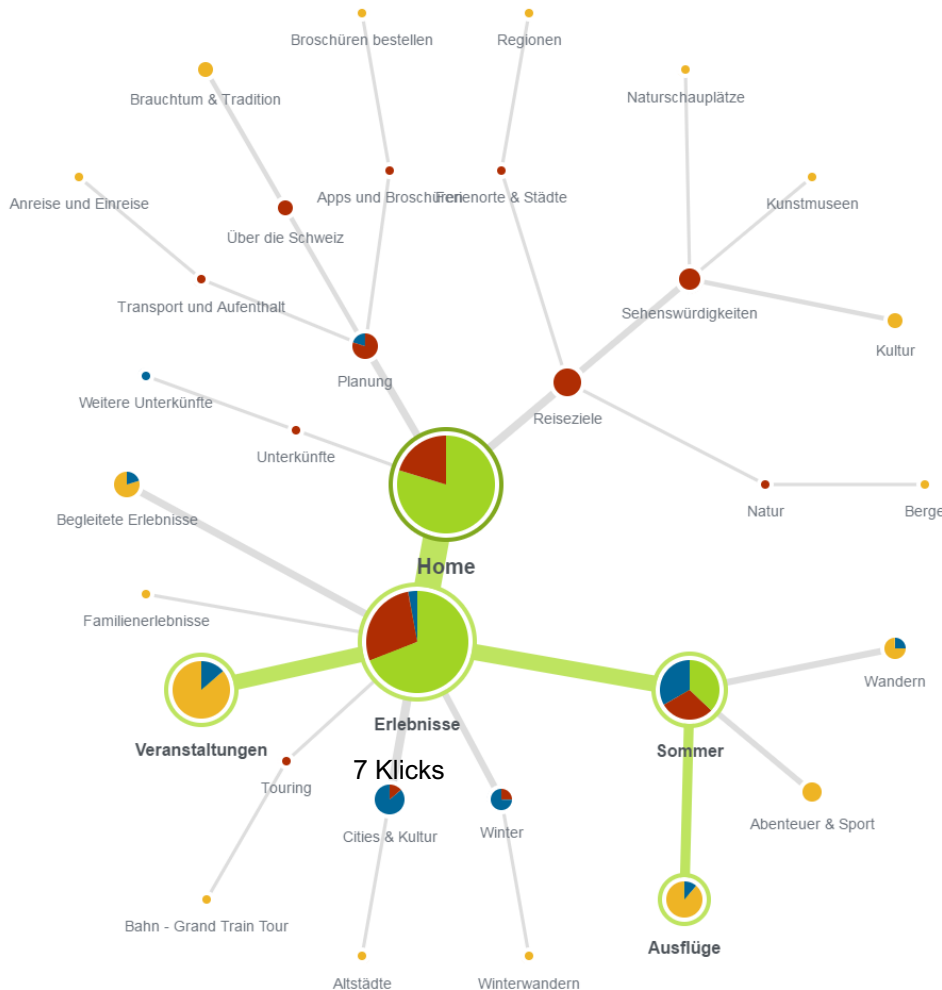 Broschüren bestellen
Regionen
Brauchtum & Tradition
Naturschauplätze
Anreise und Einreise
Apps und Broschüren
Ferienorte & Städte
Kunstmuseen
Über die Schweiz
Transport und Aufenthalt
Sehenswürdigkeiten
Kultur
Planung
Weitere Unterkünfte
Reiseziele
Unterkünfte
Begleitete Erlebnisse
Natur
Berge
Home
Familienerlebnisse
Wandern
Erlebnisse
Veranstaltungen
Sommer
7 Klicks
Touring
Cities & Kultur
Winter
Abenteuer & Sport
Bahn - Grand Train Tour
Ausflüge
Altstädte
Winterwandern